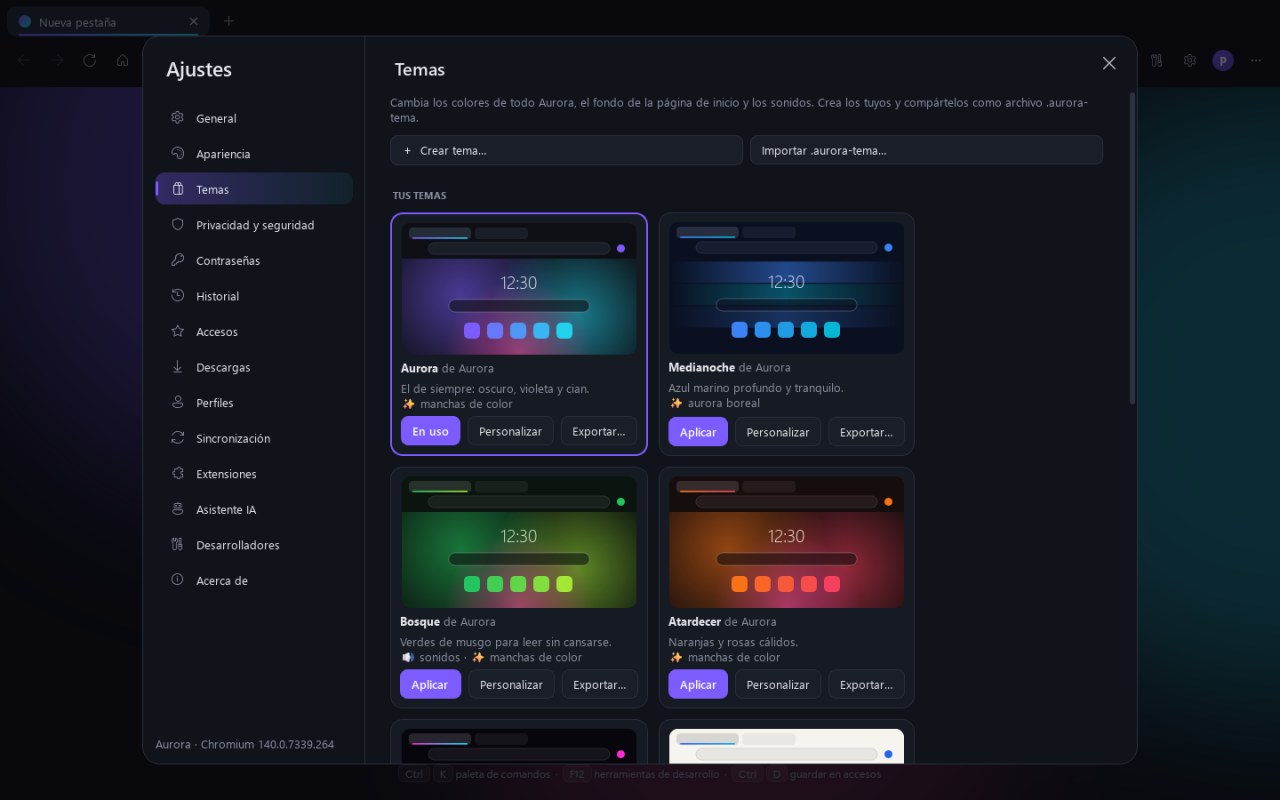 Nueva pestaña
P
Ajustes
General
Apariencia
Temas
Privacidad y seguridad
Contraseñas
Historial
Accesos
Descargas
Perfiles
Sincronización
Extensiones
Asistente IA
Desarrolladores
Acerca de
Aurora · Chromium 140.0.7339.264
Temas
Cambia los colores de todo Aurora, el fondo de la página de inicio y los sonidos. Crea los tuyos y compártelos como archivo .aurora-
tema.
+ Crear tema...
Importar .aurora-tema...
TUS TEMAS
12:30
Aurora de Aurora
El de siempre: oscuro, violeta y cian.
✨ manchas de color
En uso Personalizar Exportar...
12:30
Medianoche de Aurora
Azul marino profundo y tranquilo.
✨ aurora boreal
Aplicar Personalizar Exportar...
12:30
Bosque de Aurora
Verdes de musgo para leer sin cansarse.
🔊 sonidos · ✨ manchas de color
Aplicar Personalizar Exportar...
12:30
Atardecer de Aurora
Naranjas y rosas cálidos.
✨ manchas de color
Aplicar Personalizar Exportar...
Ctrl K paleta de comandos · F12 herramientas de desarrollo · Ctrl D guardar en accesos